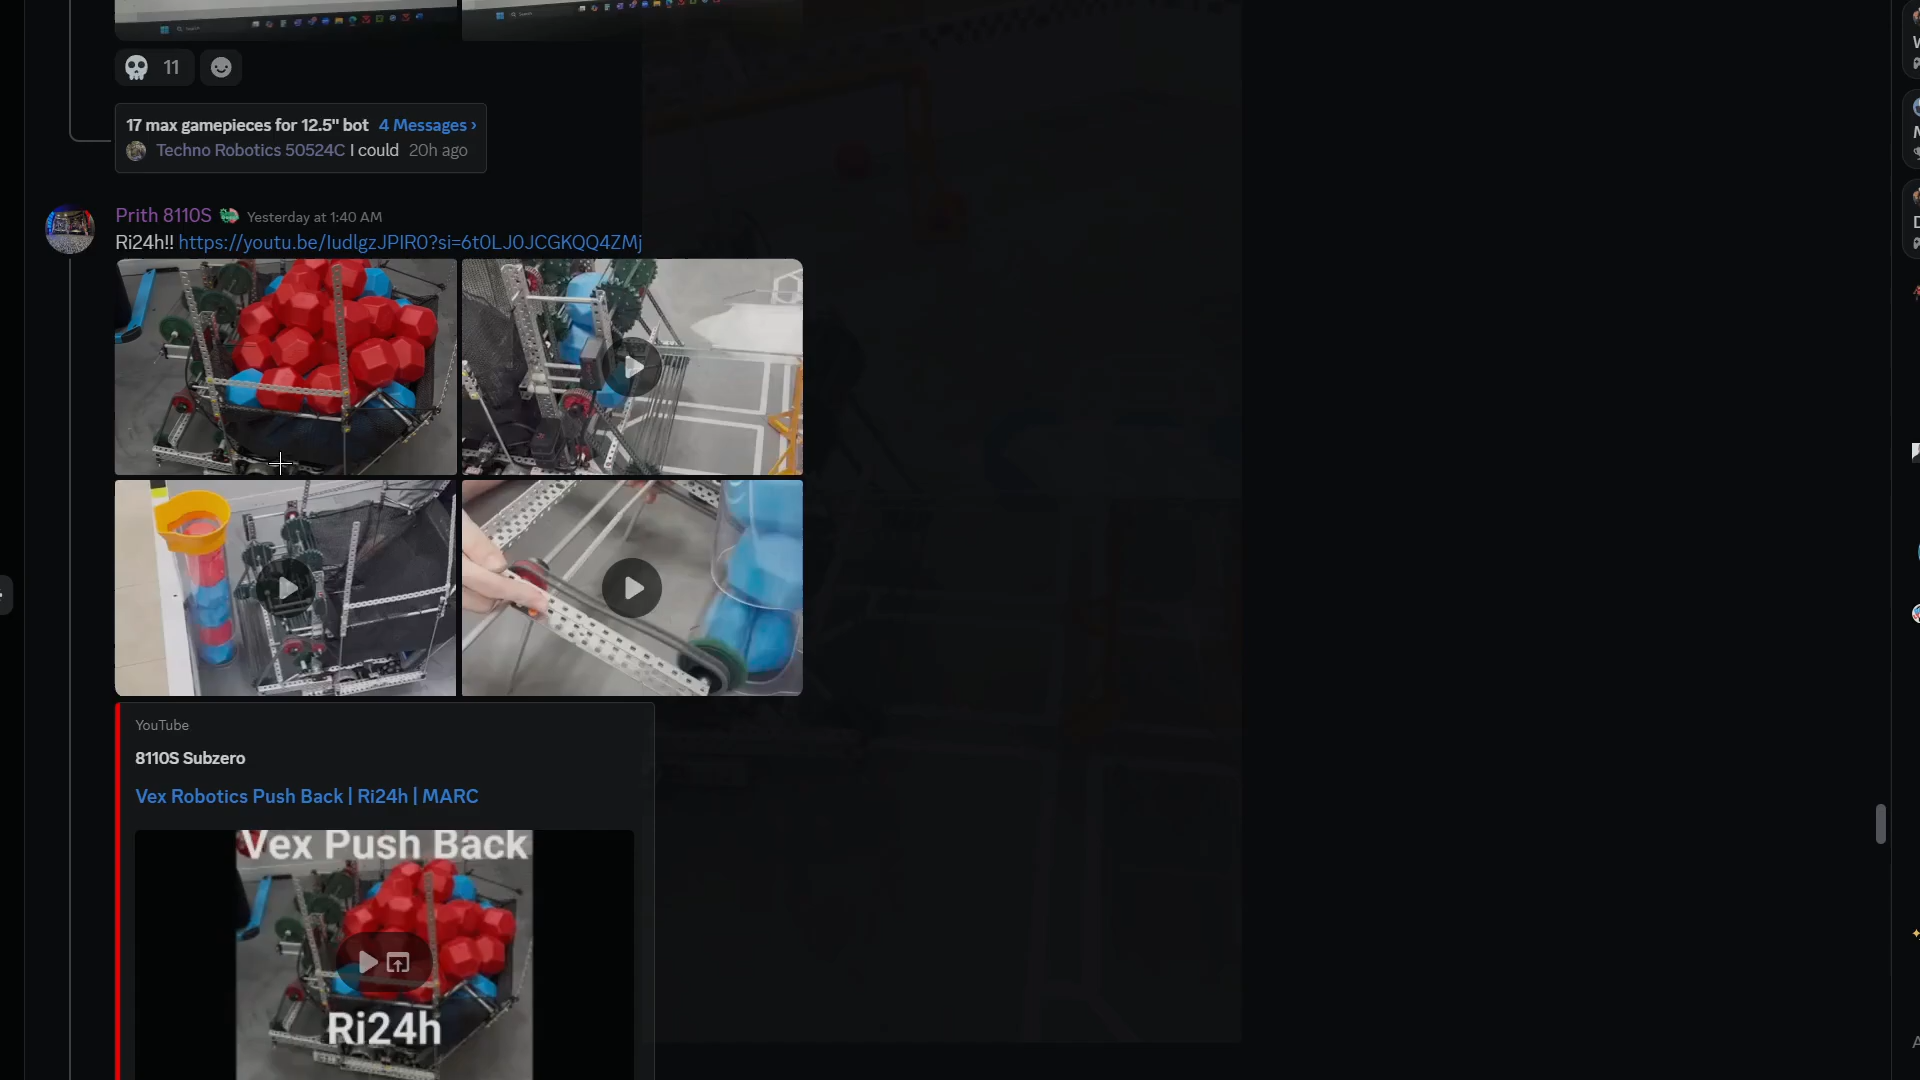 11
17 max gamepieces for 12.5" bot 4 Messages ›
Techno Robotics 50524C I could 20h ago
Prith 8110S Yesterday at 1:40 AM
Ri24h!! https://youtu.be/IudlgzJPIR0?si=6t0LJ0JCGKQQ4ZMj
YouTube
8110S Subzero
Vex Robotics Push Back | Ri24h | MARC
Vex Push Back
Ri24h